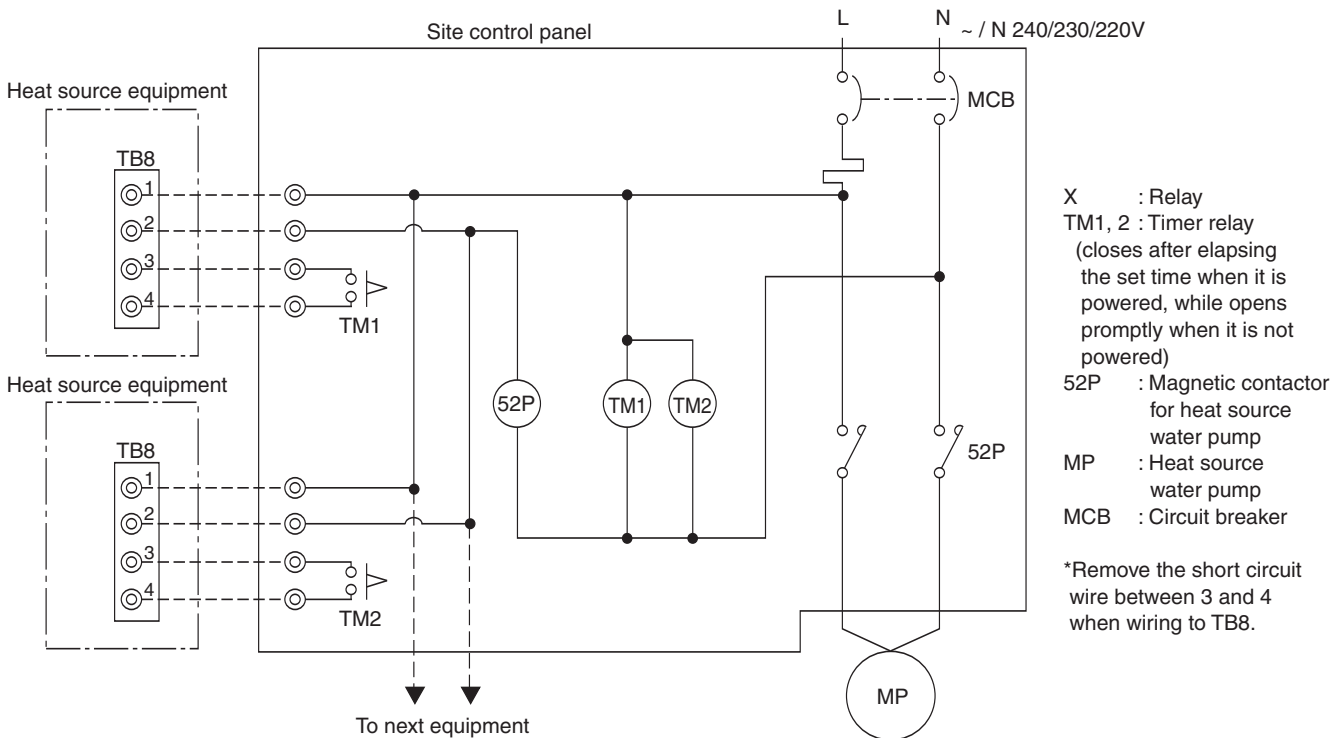 L N
~ / N 240/230/220V
Site control panel
Heat source equipment
MCB
TB8
1
2
3
4
TM1
X : Relay
TM1, 2 : Timer relay
(closes after elapsing
the set time when it is
powered, while opens
promptly when it is not
powered)
52P : Magnetic contactor
for heat source
water pump
MP : Heat source
water pump
MCB : Circuit breaker
*Remove the short circuit
wire between 3 and 4
when wiring to TB8.
52P TM1 TM2
52P
Heat source equipment
TB8
1
2
3
4
TM2
MP
To next equipment